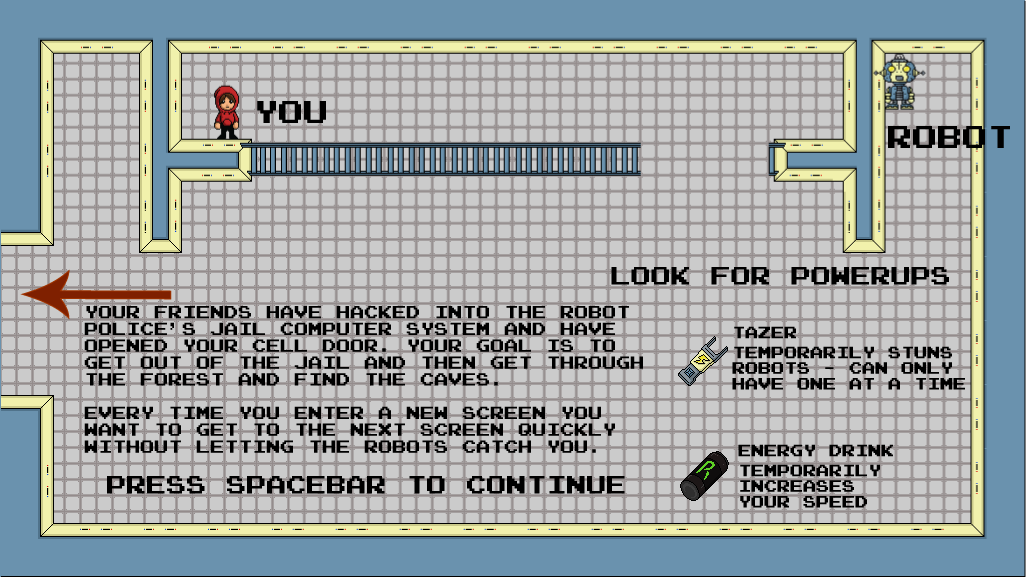 YOU
ROBOT
LOOK FOR POWERUPS
YOUR FRIENDS HAVE HACKED INTO THE ROBOT
POLICE'S JAIL COMPUTER SYSTEM AND HAVE
OPENED YOUR CELL DOOR. YOUR GOAL IS TO
GET OUT OF THE JAIL AND THEN GET THROUGH
THE FOREST AND FIND THE CAVES.
EVERY TIME YOU ENTER A NEW SCREEN YOU
WANT TO GET TO THE NEXT SCREEN QUICKLY
WITHOUT LETTING THE ROBOTS CATCH YOU.
PRESS SPACEBAR TO CONTINUE
TAZER
TEMPORARILY STUNS
ROBOTS - CAN ONLY
HAVE ONE AT A TIME
ENERGY DRINK
TEMPORARILY
INCREASES
YOUR SPEED